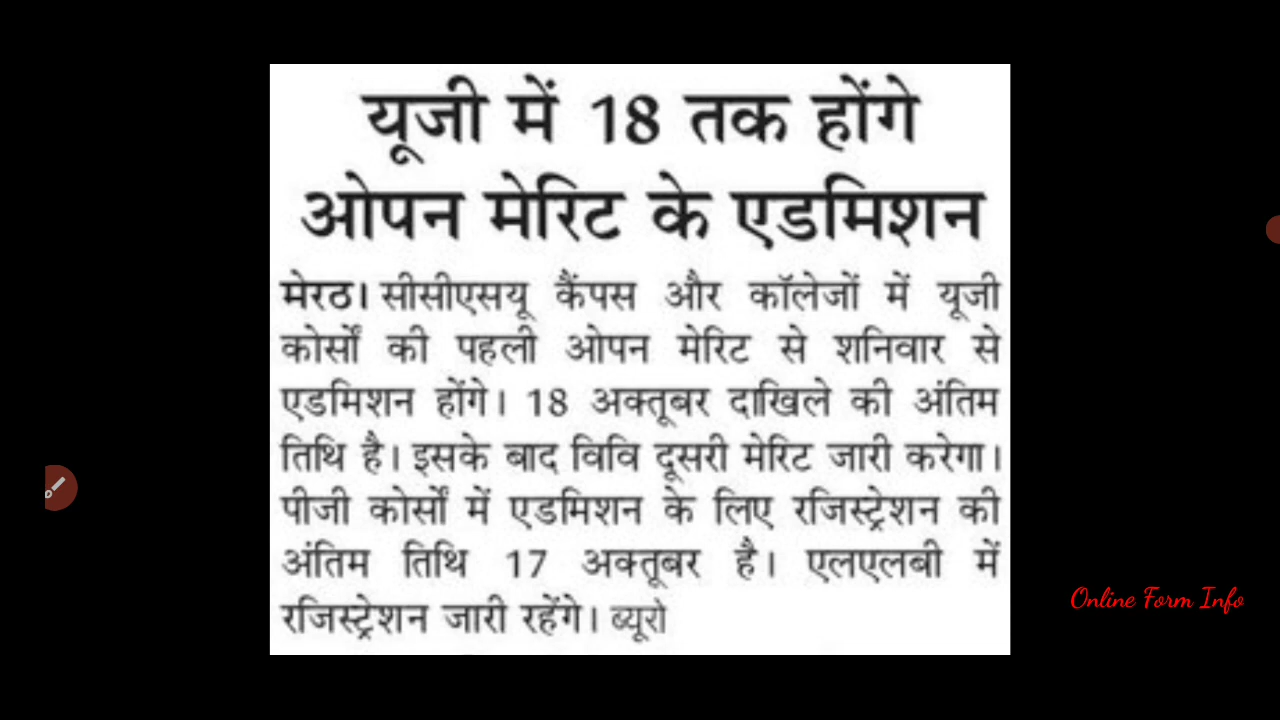 यूजी में 18 तक होंगे
ओपन मेरिट के एडमिशन
मेरठ। सीसीएसयू कैंपस और कॉलेजों में यूजी
कोर्सों की पहली ओपन मेरिट से शनिवार से
एडमिशन होंगे। 18 अक्तूबर दाखिले की अंतिम
तिथि है। इसके बाद विवि दूसरी मेरिट जारी करेगा।
पीजी कोर्सों में एडमिशन के लिए रजिस्ट्रेशन की
अंतिम तिथि 17 अक्तूबर है। एलएलबी में
रजिस्ट्रेशन जारी रहेंगे। ब्यूरो
Online Form Info